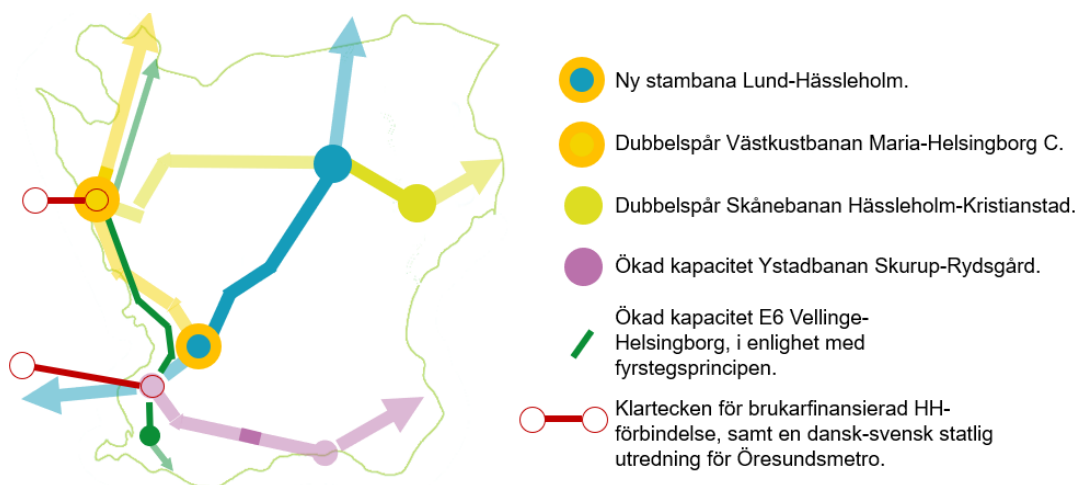 Ny stambana Lund-Hässleholm.
Dubbelspår Västkustbanan Maria-Helsingborg C.
Dubbelspår Skånebanan Hässleholm-Kristianstad.
Ökad kapacitet Ystadbanan Skurup-Rydsgård.
Ökad kapacitet E6 Vellinge-
Helsingborg, i enlighet med
fyrstegsprincipen.
Klartecken för brukarfinansierad HH-
förbindelse, samt en dansk-svensk statlig
utredning för Öresundsmetro.